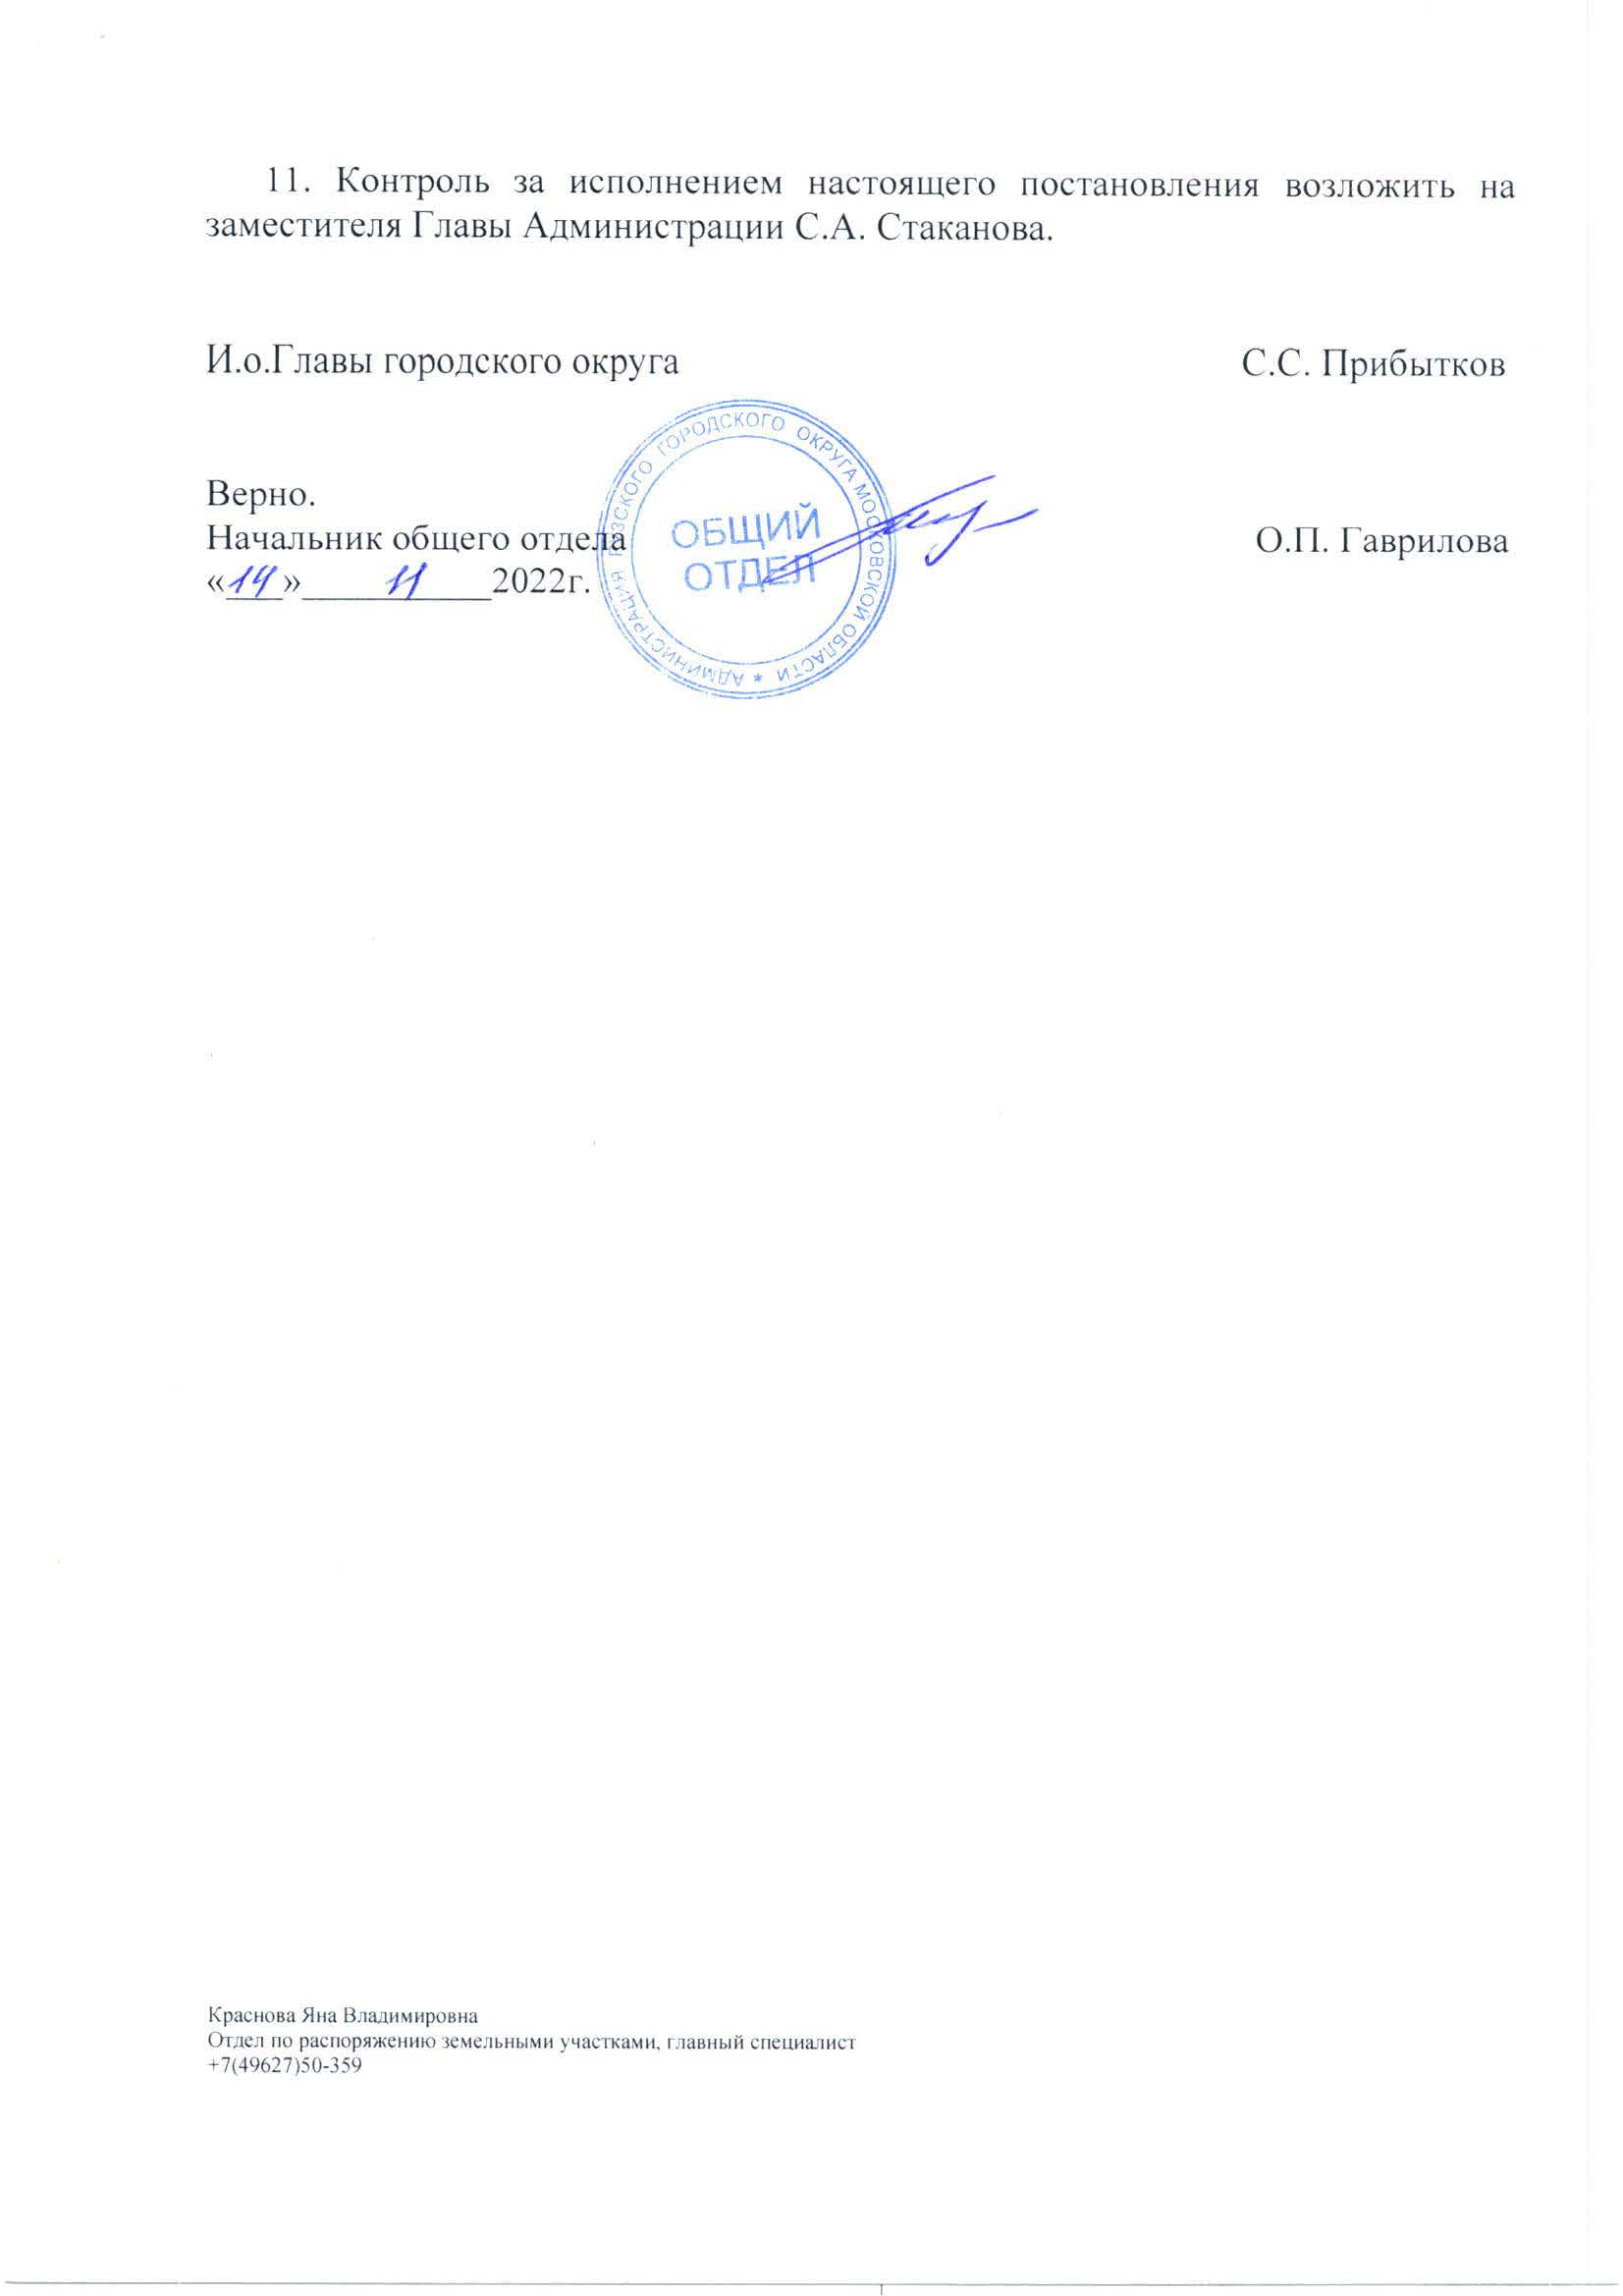 11. Контроль за исполнением настоящего постановления возложить на
заместителя Главы Администрации С.А. Стаканова.
И.о.Главы городского округа С.С. Прибытков
Верно.
Начальник общего отдела О.П. Гаврилова
«14» 11 2022г.
АДМИНИСТРАЦИЯ РУЗСКОГО ГОРОДСКОГО ОКРУГА МОСКОВСКОЙ ОБЛАСТИ *
ОБЩИЙ
ОТДЕЛ
Краснова Яна Владимировна
Отдел по распоряжению земельными участками, главный специалист
+7(49627)50-359